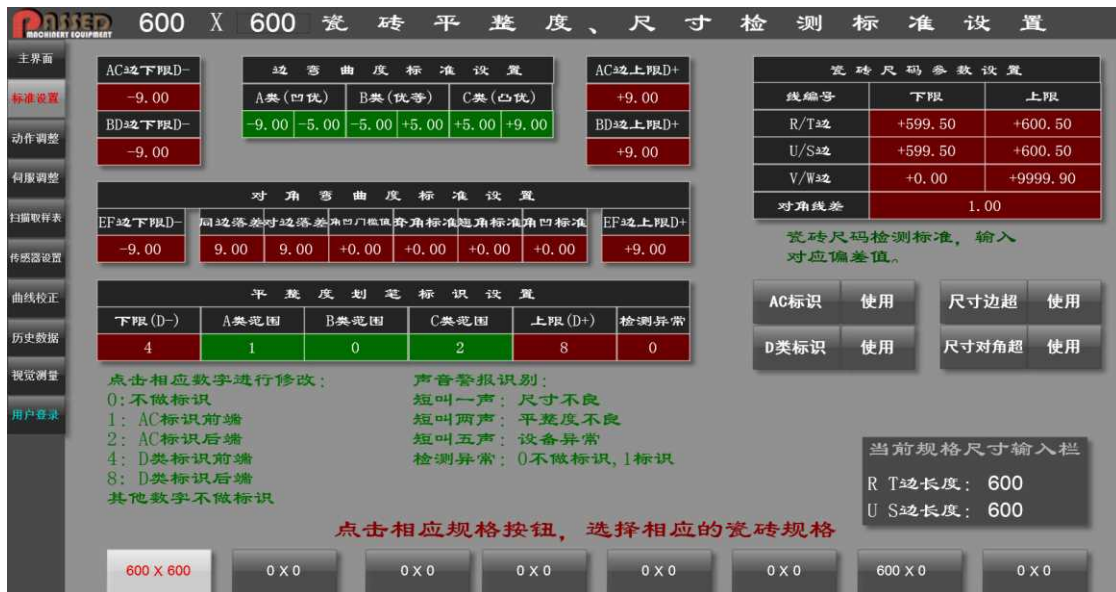 PASSED 600 X 600 瓷砖平整度、尺寸检测标准设置
MACHINERY EQUIPMENT
主界面
标准设置
动作调整
伺服调整
扫描取样表
传感器设置
曲线校正
历史数据
视觉测量
用户登录
AC边下限D-
-9.00
BD边下限D-
-9.00
边弯曲度标准设置
A类(凹优) B类(优等) C类(凸优)
-9.00 -5.00 -5.00 +5.00 +5.00 +9.00
AC边上限D+
+9.00
BD边上限D+
+9.00
对角弯曲度标准设置
EF边下限D- 同边落差 对边落差 角凹门槛值 弃角标准 翘角标准 角凹标准 EF边上限D+
-9.00 9.00 9.00 +0.00 +0.00 +0.00 +0.00 +9.00
平整度划笔标识设置
下限(D-) A类范围 B类范围 C类范围 上限(D+) 检测异常
4 1 0 2 8 0
点击相应数字进行修改:
0:不做标识
1: AC标识前端
2: AC标识后端
4: D类标识前端
8: D类标识后端
其他数字不做标识
声音警报识别:
短叫一声: 尺寸不良
短叫两声: 平整度不良
短叫五声: 设备异常
检测异常: 0不做标识,1标识
瓷砖尺码参数设置
线编号 下限 上限
R/T边 +599.50 +600.50
U/S边 +599.50 +600.50
V/W边 +0.00 +9999.90
对角线差 1.00
瓷砖尺码检测标准, 输入
对应偏差值。
AC标识 使用 尺寸边超 使用
D类标识 使用 尺寸对角超 使用
当前规格尺寸输入栏
R T边长度: 600
U S边长度: 600
点击相应规格按钮, 选择相应的瓷砖规格
600 X 600 0 X 0 0 X 0 0 X 0 0 X 0 0 X 0 600 X 0 0 X 0